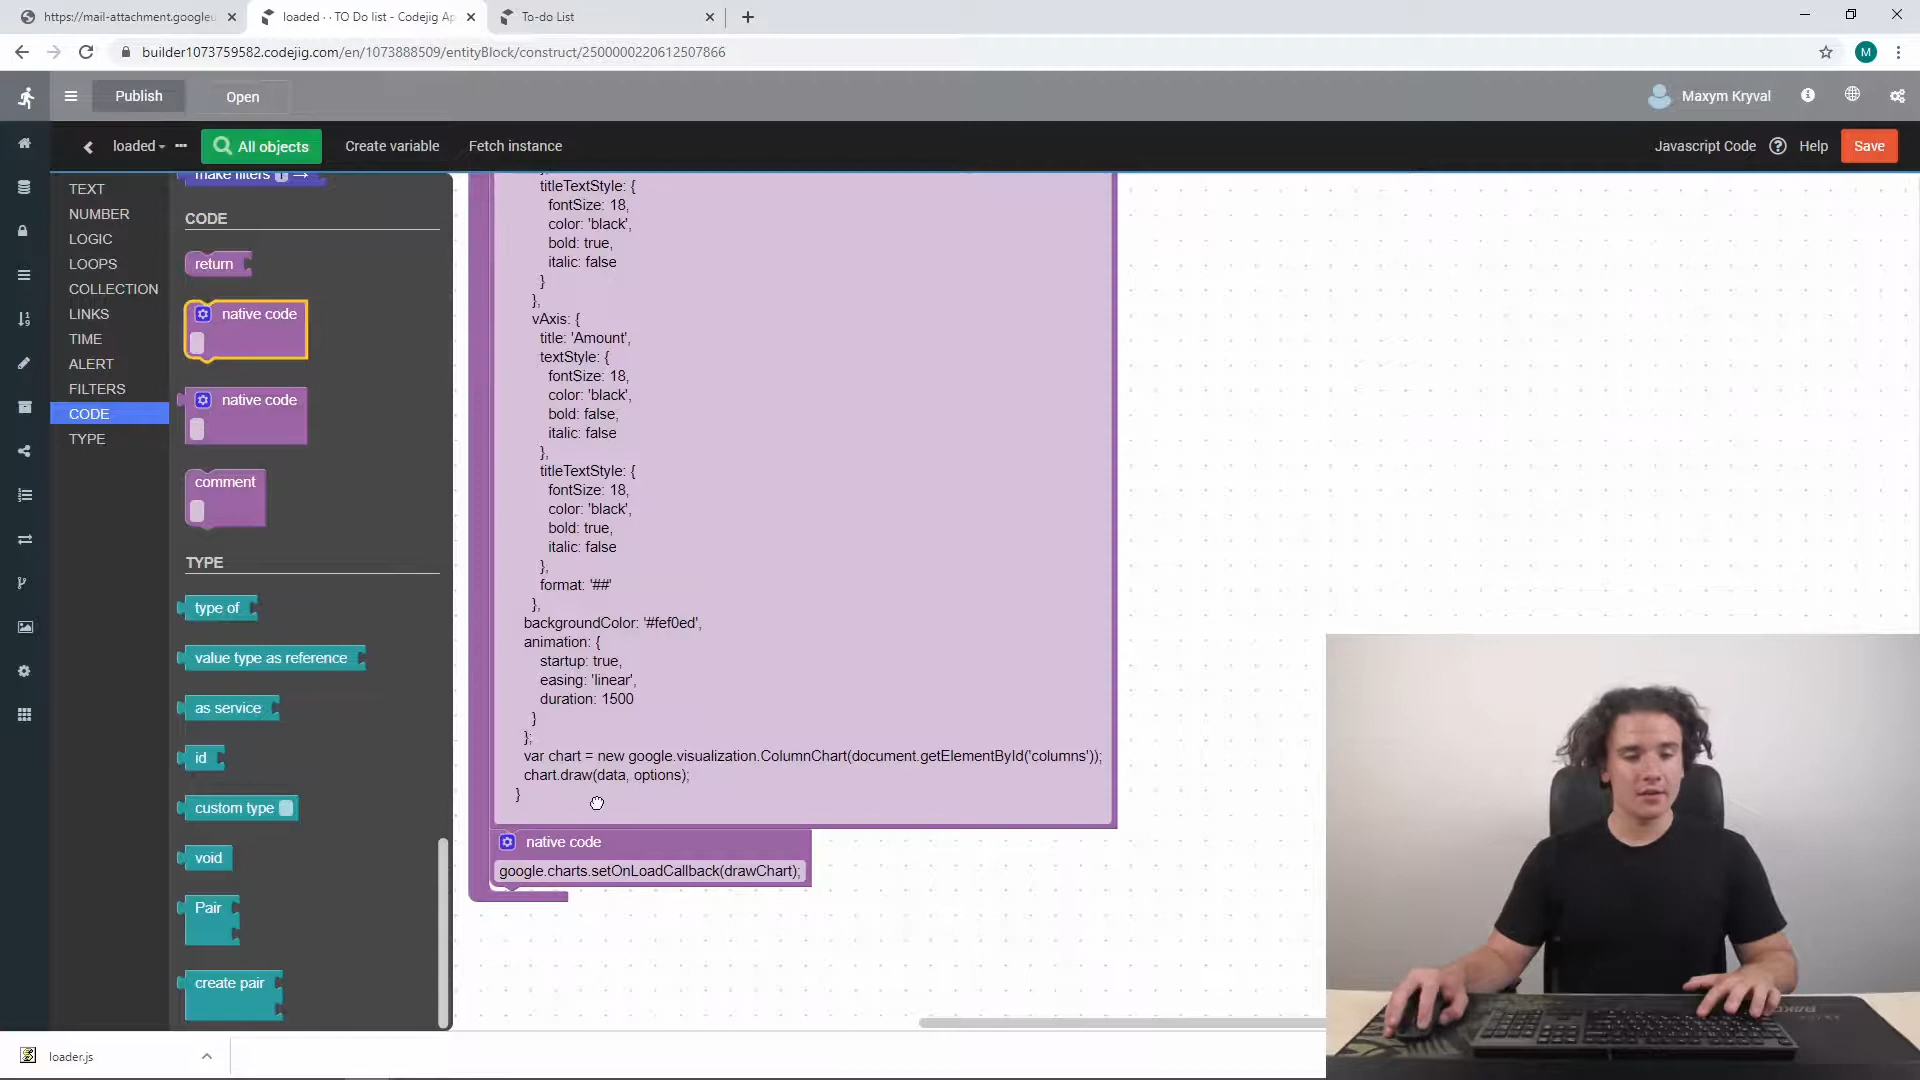 https://mail-attachment.googleu
loaded · · TO Do list - Codejig Ap
To-do List
builder1073759582.codejig.com/en/1073888509/entityBlock/construct/2500000220612507866
M
Publish
Open
Maxym Kryval
loaded
All objects
Create variable
Fetch instance
Javascript Code
Help
Save
TEXT
NUMBER
LOGIC
LOOPS
COLLECTION
LINKS
TIME
ALERT
FILTERS
CODE
TYPE
make filters
CODE
return
native code
native code
comment
TYPE
type of
value type as reference
as service
id
custom type
void
Pair
create pair
titleTextStyle: {
fontSize: 18,
color: 'black',
bold: true,
italic: false
}
},
vAxis: {
title: 'Amount',
textStyle: {
fontSize: 18,
color: 'black',
bold: false,
italic: false
},
titleTextStyle: {
fontSize: 18,
color: 'black',
bold: true,
italic: false
},
format: '##'
},
backgroundColor: '#fef0ed',
animation: {
startup: true,
easing: 'linear',
duration: 1500
}
};
var chart = new google.visualization.ColumnChart(document.getElementById('columns'));
chart.draw(data, options);
}
native code
google.charts.setOnLoadCallback(drawChart);
loader.js